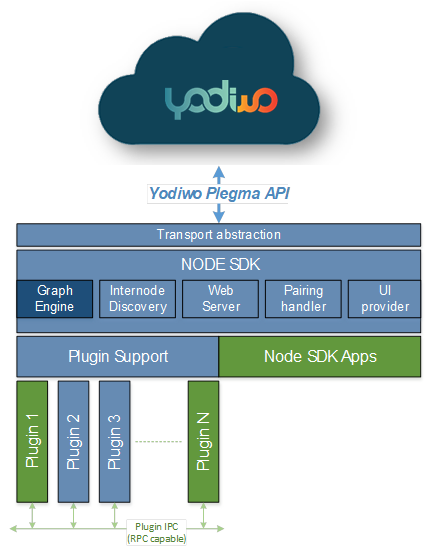 yodiwo
Yodiwo Plegma API
Transport abstraction
NODE SDK
Graph
Engine
Internode
Discovery
Web
Server
Pairing
handler
UI
provider
Plugin Support
Node SDK Apps
Plugin 1
Plugin 2
Plugin 3
Plugin N
Plugin IPC
(RPC capable)